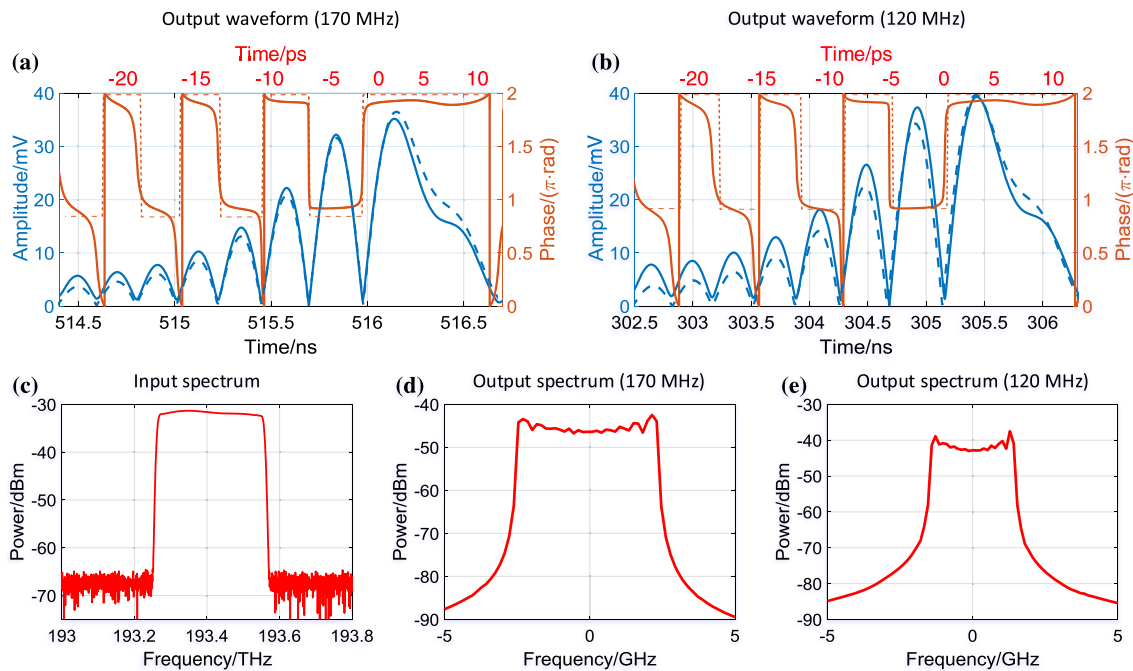 Output waveform (170 MHz)
Output waveform (120 MHz)
(a)
Time/ps
-20 -15 -10 -5 0 5 10
Amplitude/mV
40
30
20
10
0
2
1.5
1
0.5
0
Phase/(π·rad)
514.5 515 515.5 516 516.5
Time/ns
(b)
Time/ps
-20 -15 -10 -5 0 5 10
Amplitude/mV
40
30
20
10
0
2
1.5
1
0.5
0
Phase/(π·rad)
302.5 303 303.5 304 304.5 305 305.5 306
Time/ns
(c)
Input spectrum
Power/dBm
-30
-40
-50
-60
-70
193 193.2 193.4 193.6 193.8
Frequency/THz
(d)
Output spectrum (170 MHz)
Power/dBm
-40
-50
-60
-70
-80
-90
-5 0 5
Frequency/GHz
(e)
Output spectrum (120 MHz)
Power/dBm
-30
-40
-50
-60
-70
-80
-90
-5 0 5
Frequency/GHz